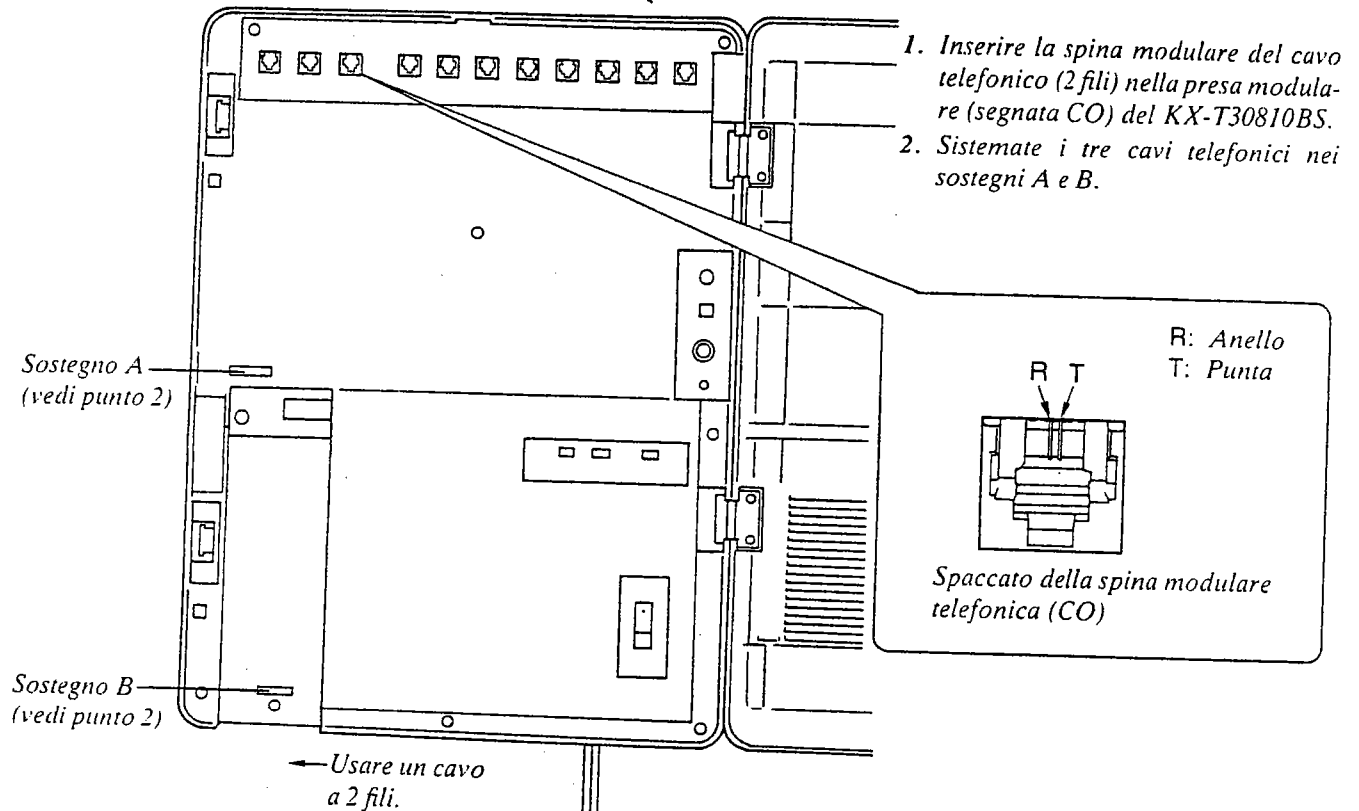 1. Inserire la spina modulare del cavo
telefonico (2 fili) nella presa modula-
re (segnata CO) del KX-T30810BS.
2. Sistemate i tre cavi telefonici nei
sostegni A e B.
R: Anello
T: Punta
R T
Spaccato della spina modulare
telefonica (CO)
Sostegno A
(vedi punto 2)
Sostegno B
(vedi punto 2)
Usare un cavo
a 2 fili.